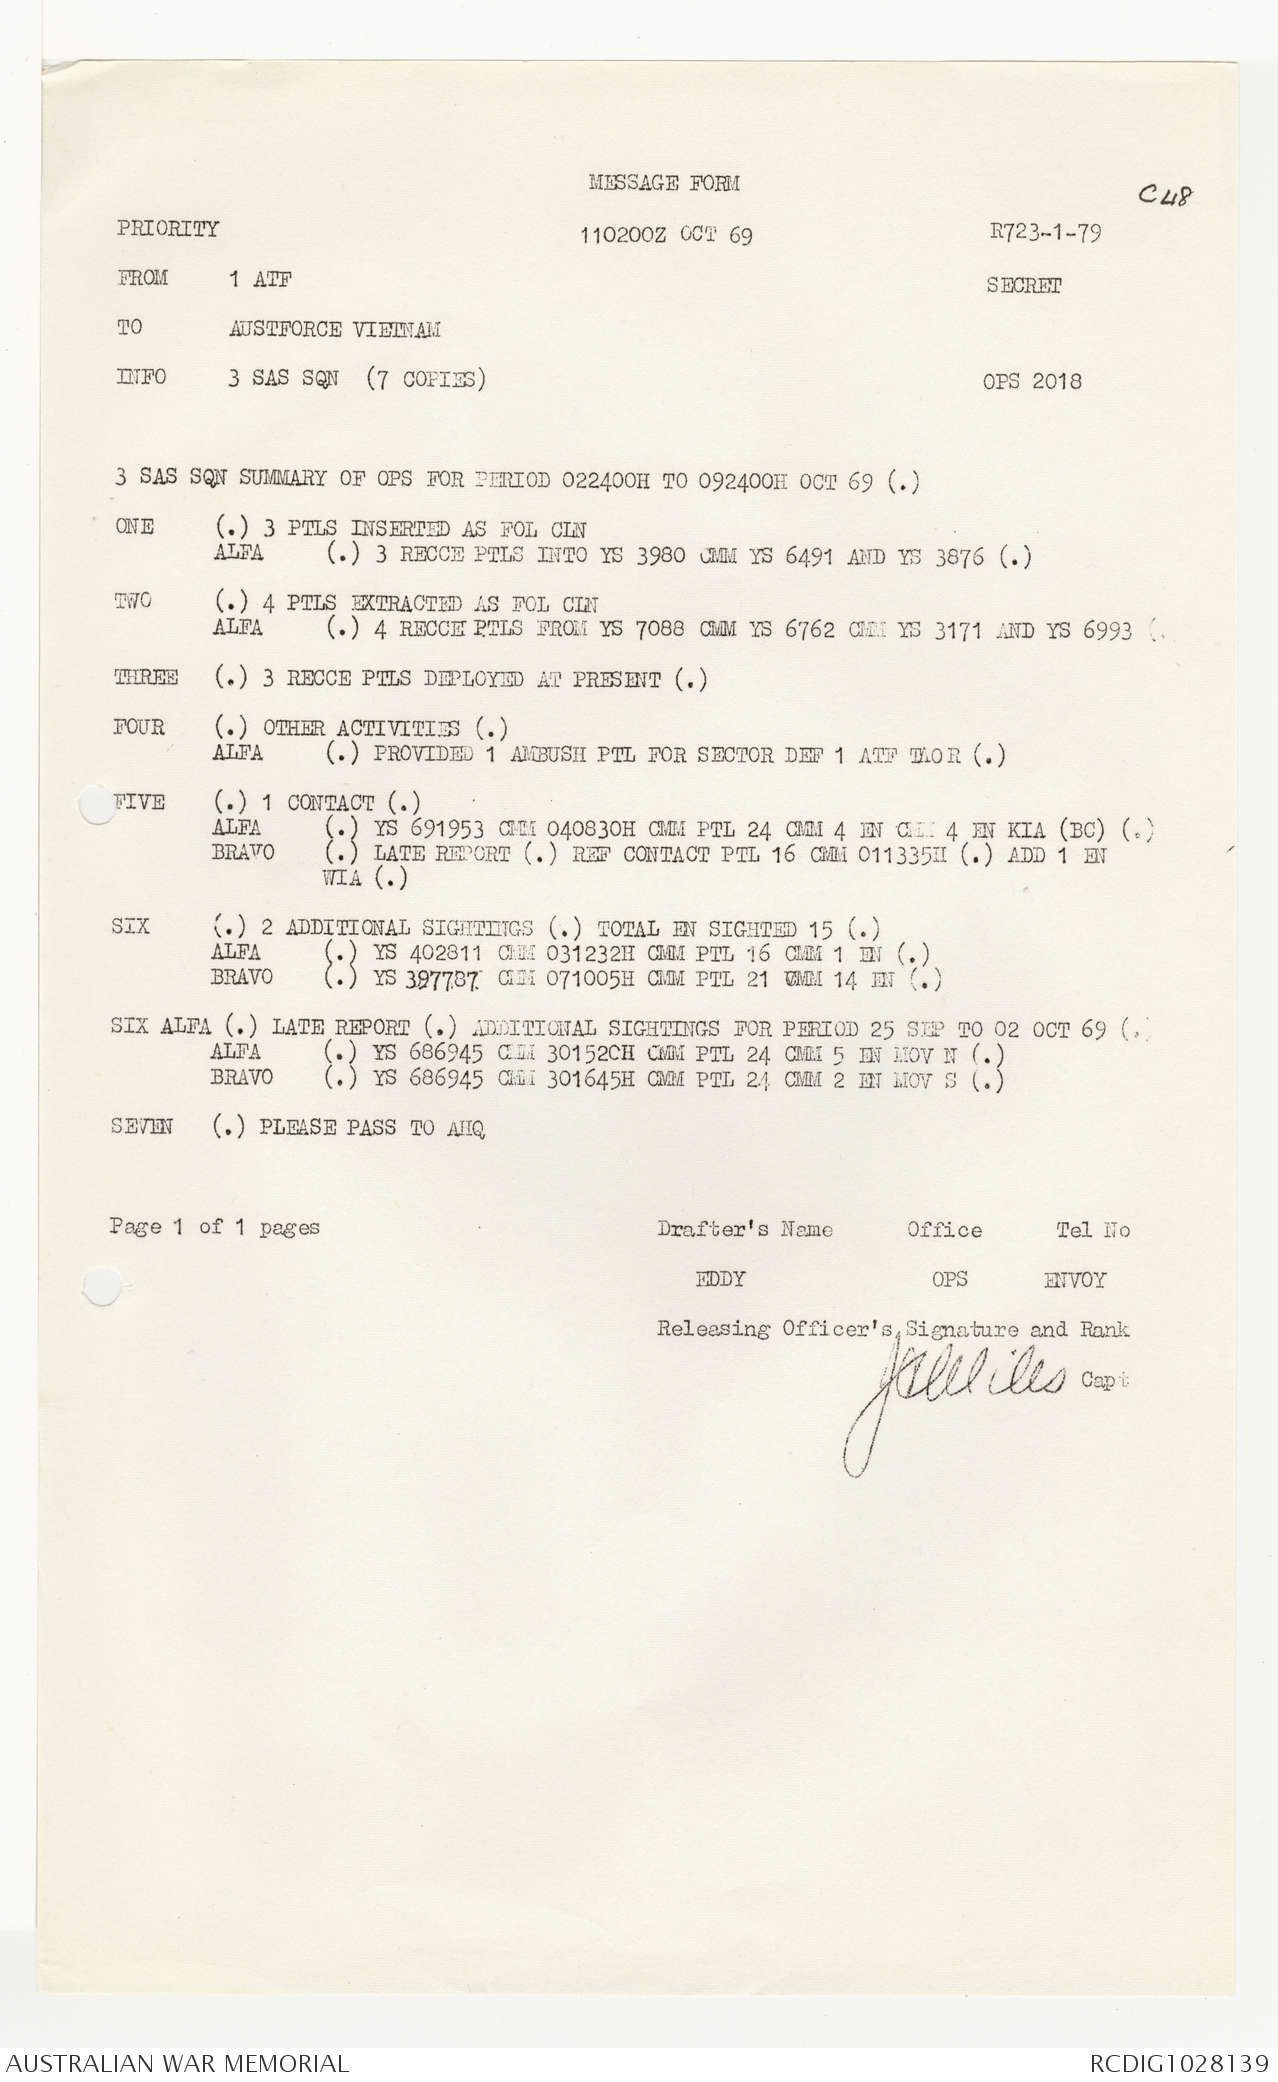 MESSAGE FORM
C48
PRIORITY 110200Z OCT 69 R723-1-79
FROM 1 ATF SECRET
TO AUSTFORCE VIETNAM
INFO 3 SAS SQN (7 COPIES) OPS 2018
3 SAS SQN SUMMARY OF OPS FOR PERIOD 022400H TO 092400H OCT 69 (.)
ONE (.) 3 PTLS INSERTED AS FOL CLN
ALFA (.) 3 RECCE PTLS INTO YS 3980 CMM YS 6491 AND YS 3876 (.)
TWO (.) 4 PTLS EXTRACTED AS FOL CLN
ALFA (.) 4 RECCE PTLS FROM YS 7088 CMM YS 6762 CMM YS 3171 AND YS 6993 (.
THREE (.) 3 RECCE PTLS DEPLOYED AT PRESENT (.)
FOUR (.) OTHER ACTIVITIES (.)
ALFA (.) PROVIDED 1 AMBUSH PTL FOR SECTOR DEF 1 ATF TAOR (.)
FIVE (.) 1 CONTACT (.)
ALFA (.) YS 691953 CMM 040830H CMM PTL 24 CMM 4 EN CMM 4 EN KIA (BC) (.)
BRAVO (.) LATE REPORT (.) REF CONTACT PTL 16 CMM 011335H (.) ADD 1 EN
WIA (.)
SIX (.) 2 ADDITIONAL SIGHTINGS (.) TOTAL EN SIGHTED 15 (.)
ALFA (.) YS 402811 CMM 031232H CMM PTL 16 CMM 1 EN (.)
BRAVO (.) YS 397787 CMM 071005H CMM PTL 21 CMM 14 EN (.)
SIX ALFA (.) LATE REPORT (.) ADDITIONAL SIGHTINGS FOR PERIOD 25 SEP TO 02 OCT 69 (.)
ALFA (.) YS 686945 CMM 301520H CMM PTL 24 CMM 5 EN MOV N (.)
BRAVO (.) YS 686945 CMM 301645H CMM PTL 24 CMM 2 EN MOV S (.)
SEVEN (.) PLEASE PASS TO AHQ
Page 1 of 1 pages Drafter's Name Office Tel No
EDDY OPS ENVOY
Releasing Officer's Signature and Rank
Capt
AUSTRALIAN WAR MEMORIAL RCDIG1028139